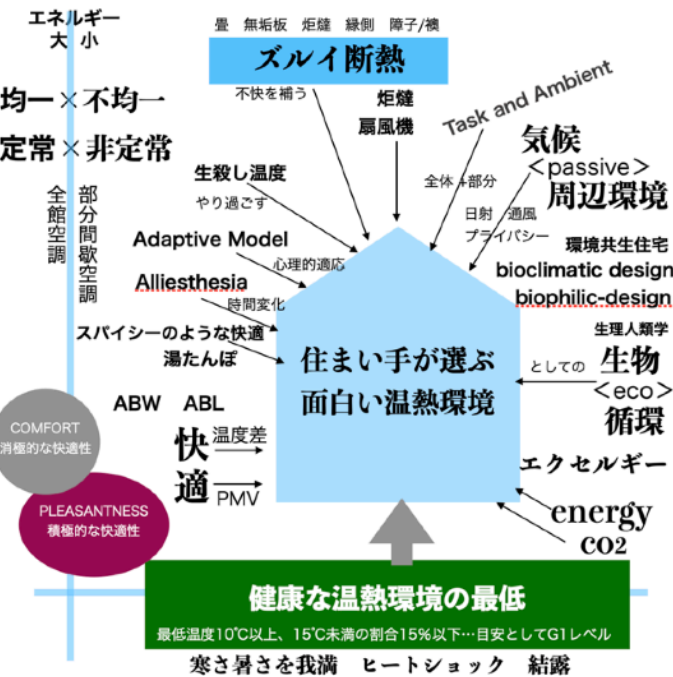 エネルギー
大 小
畳 無垢板 炬燵 縁側 障子/襖
ズルイ断熱
不快を補う
炬燵
扇風機
Task and Ambient
均一×不均一
定常×非定常
気候
＜passive＞
周辺環境
生殺し温度
やり過ごす
全体+部分
日射 通風
プライバシー
全館空調
部分間歇空調
Adaptive Model
心理的適応
環境共生住宅
bioclimatic design
biophilic-design
Alliesthesia
時間変化
スパイシーのような快適
湯たんぽ
住まい手が選ぶ
面白い温熱環境
生理人類学
としての
生物
＜eco＞
循環
ABW ABL
COMFORT
消極的な快適性
快適
温度差
PMV
エクセルギー
PLEASANTNESS
積極的な快適性
energy
co2
健康な温熱環境の最低
最低温度10℃以上、15℃未満の割合15％以下…目安としてG1レベル
寒さ暑さを我満 ヒートショック 結露